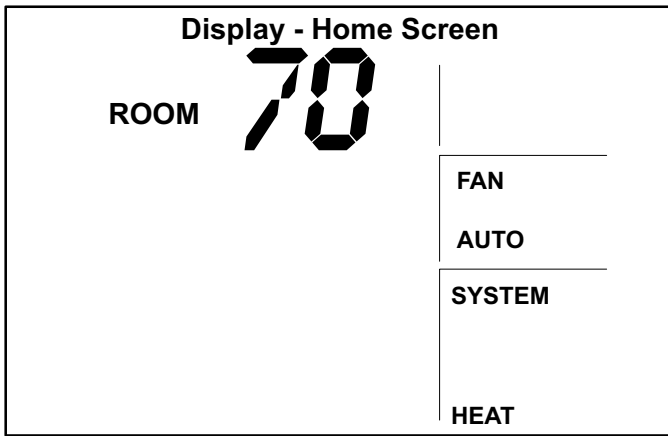 Display - Home Screen
ROOM 70
FAN
AUTO
SYSTEM
HEAT